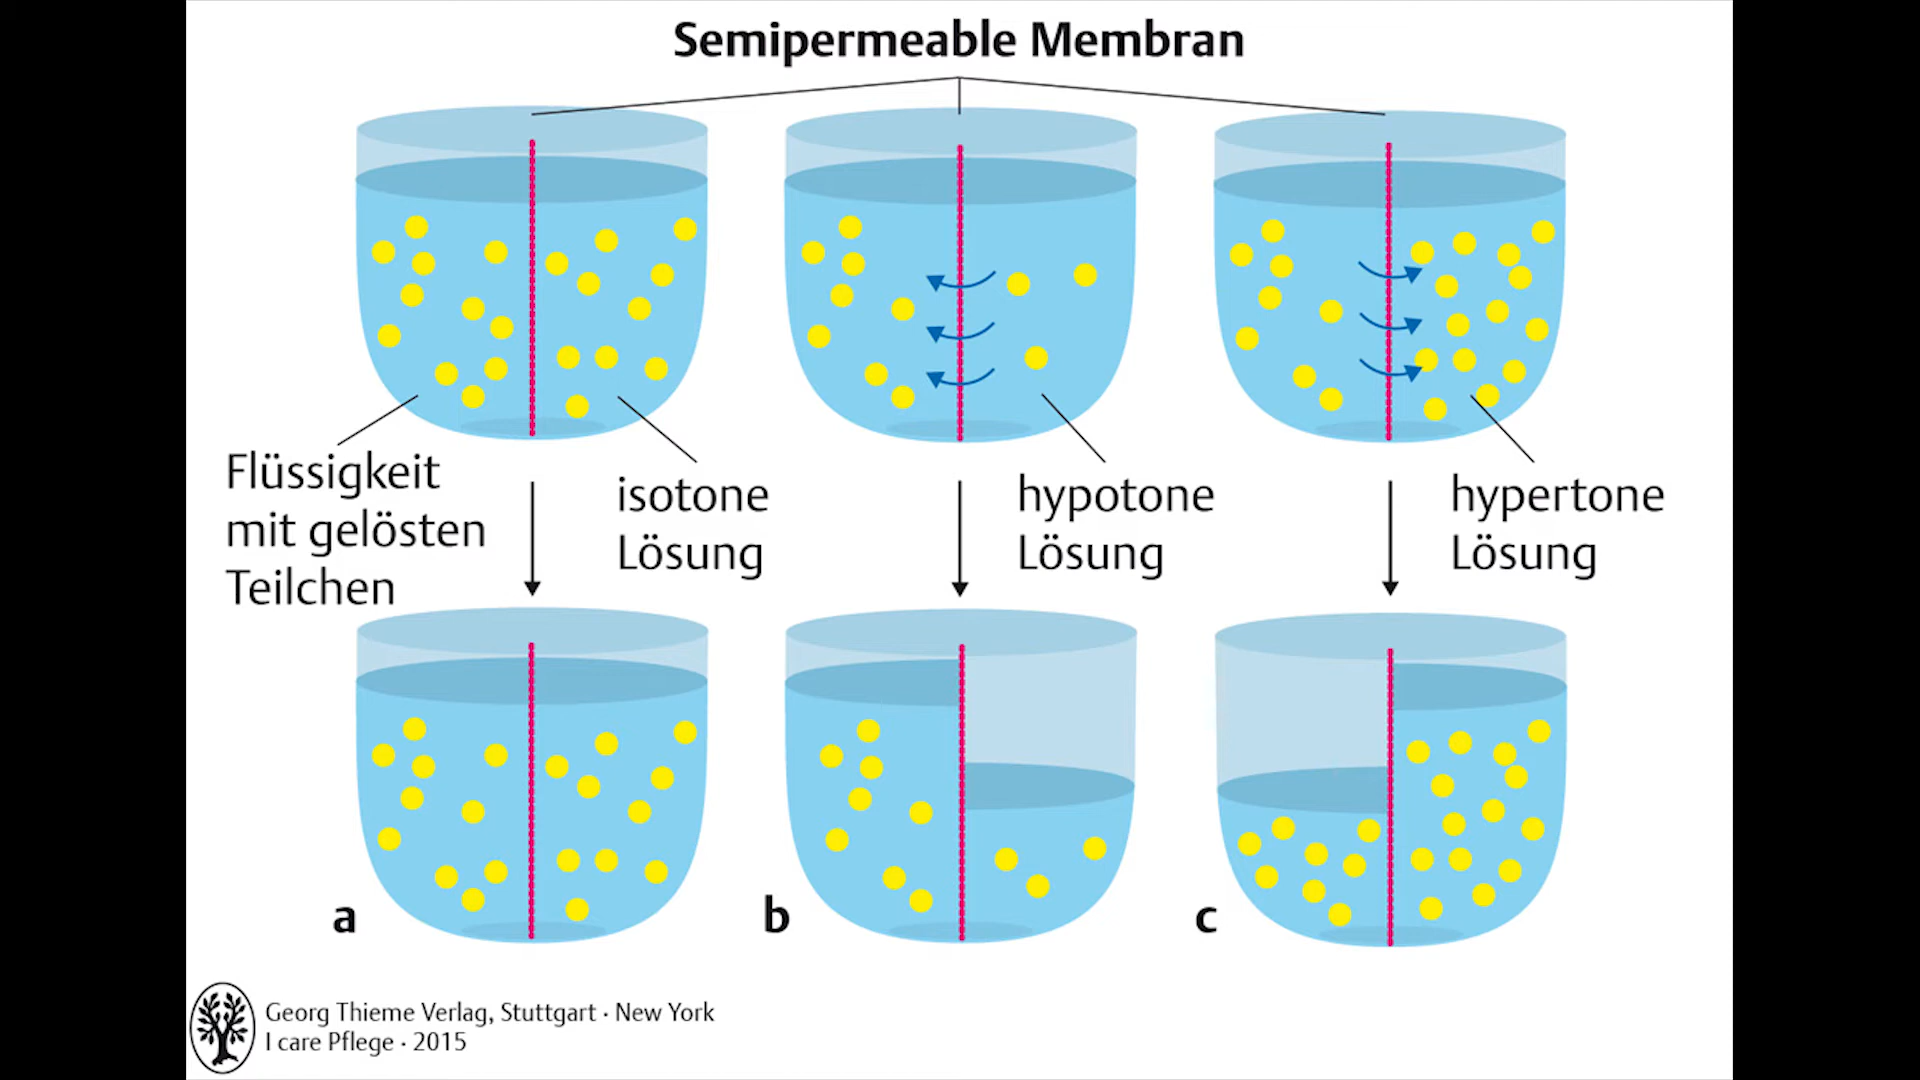 Semipermeable Membran
Flüssigkeit
mit gelösten
Teilchen
isotone
Lösung
hypotone
Lösung
hypertone
Lösung
a
b
c
Georg Thieme Verlag, Stuttgart · New York
I care Pflege · 2015